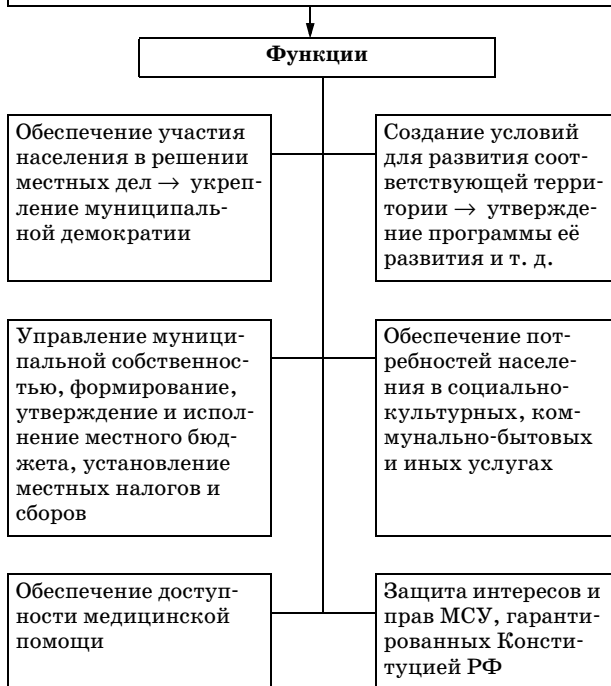 Функции
Обеспечение участия
населения в решении
местных дел → укреп-
ление муниципаль-
ной демократии
Создание условий
для развития соот-
ветствующей терри-
тории → утвержде-
ние программы её
развития и т. д.
Управление муници-
пальной собственнос-
тью, формирование,
утверждение и испол-
нение местного бюд-
жета, установление
местных налогов и
сборов
Обеспечение пот-
ребностей населе-
ния в социально-
культурных, ком-
мунально-бытовых
и иных услугах
Обеспечение доступ-
ности медицинской
помощи
Защита интересов и
прав МСУ, гаранти-
рованных Консти-
туцией РФ